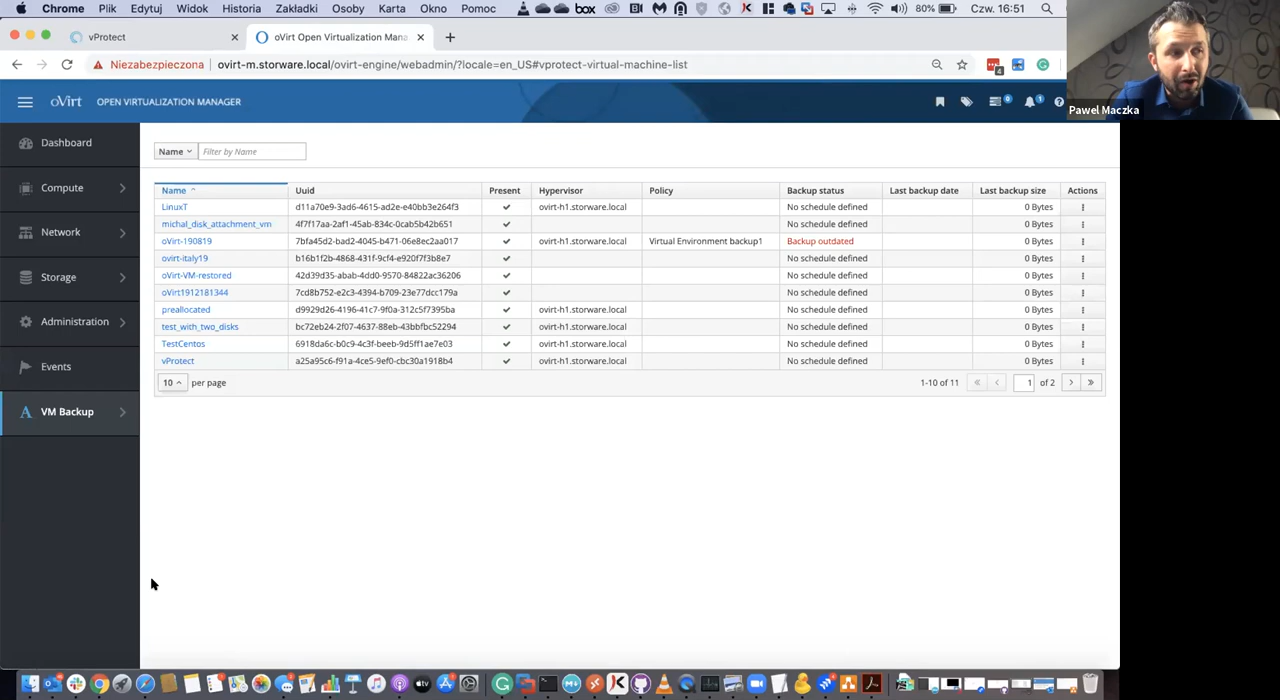 Chrome Plik Edytuj Widok Historia Zakładki Osoby Karta Okno Pomoc box 80% Czw. 16:51
vProtect oVirt Open Virtualization Mana
Niezabezpieczona ovirt-m.storware.local/ovirt-engine/webadmin/?locale=en_US#vprotect-virtual-machine-list 4
Pawel Maczka
oVirt OPEN VIRTUALIZATION MANAGER 0 1
Dashboard
Compute
Network
Storage
Administration
Events
VM Backup
Name Filter by Name
Name Uuid Present Hypervisor Policy Backup status Last backup date Last backup size Actions
LinuxT d11a70e9-3ad6-4615-ad2e-e40bb3e264f3 ovirt-h1.storware.local No schedule defined 0 Bytes
michal_disk_attachment_vm 4f7f17aa-2af1-45ab-834c-0cab5b42b651 No schedule defined 0 Bytes
oVirt-190819 7bfa45d2-bad2-4045-b471-06e8ec2aa017 ovirt-h1.storware.local Virtual Environment backup1 Backup outdated 0 Bytes
ovirt-italy19 b16b1f2b-4868-431f-9cf4-e920f7f3b8e7 No schedule defined 0 Bytes
oVirt-VM-restored 42d39d35-abab-4dd0-9570-84822ac36206 No schedule defined 0 Bytes
oVirt1912181344 7cd8b752-e2c3-4394-b709-23e77dcc179a No schedule defined 0 Bytes
preallocated d9929d26-4196-41c7-9f0a-312c5f7395ba ovirt-h1.storware.local No schedule defined 0 Bytes
test_with_two_disks bc72eb24-2f07-4637-88eb-43bbfbc52294 ovirt-h1.storware.local No schedule defined 0 Bytes
TestCentos 6918da6c-b0c9-4c3f-beeb-9d5ff1ae7e03 ovirt-h1.storware.local No schedule defined 0 Bytes
vProtect a25a95c6-f91a-4ce5-9ef0-cbc30a1918b4 ovirt-h1.storware.local No schedule defined 0 Bytes
10 per page 1-10 of 11 1 of 2